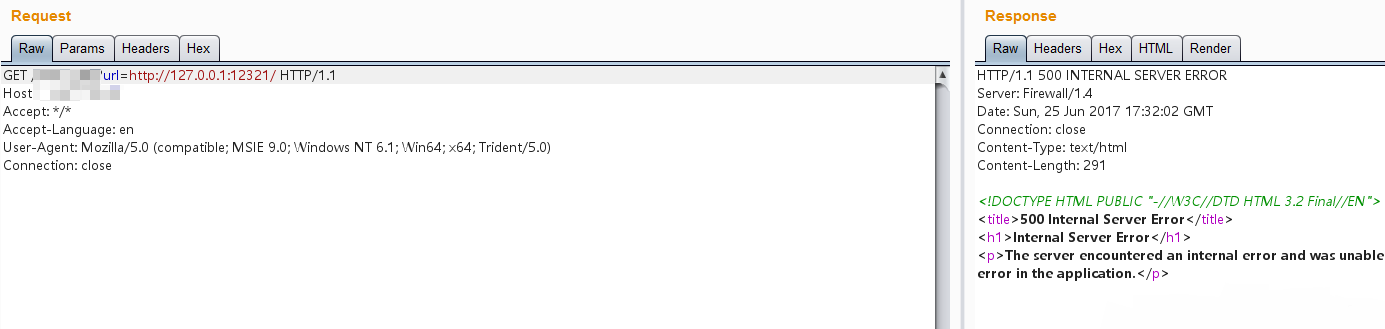 Request
Raw Params Headers Hex
GET / ?url=http://127.0.0.1:12321/ HTTP/1.1
Host
Accept: */*
Accept-Language: en
User-Agent: Mozilla/5.0 (compatible; MSIE 9.0; Windows NT 6.1; Win64; x64; Trident/5.0)
Connection: close
Response
Raw Headers Hex HTML Render
HTTP/1.1 500 INTERNAL SERVER ERROR
Server: Firewall/1.4
Date: Sun, 25 Jun 2017 17:32:02 GMT
Connection: close
Content-Type: text/html
Content-Length: 291
<!DOCTYPE HTML PUBLIC "-//W3C//DTD HTML 3.2 Final//EN">
<title>500 Internal Server Error</title>
<h1>Internal Server Error</h1>
<p>The server encountered an internal error and was unable
error in the application.</p>